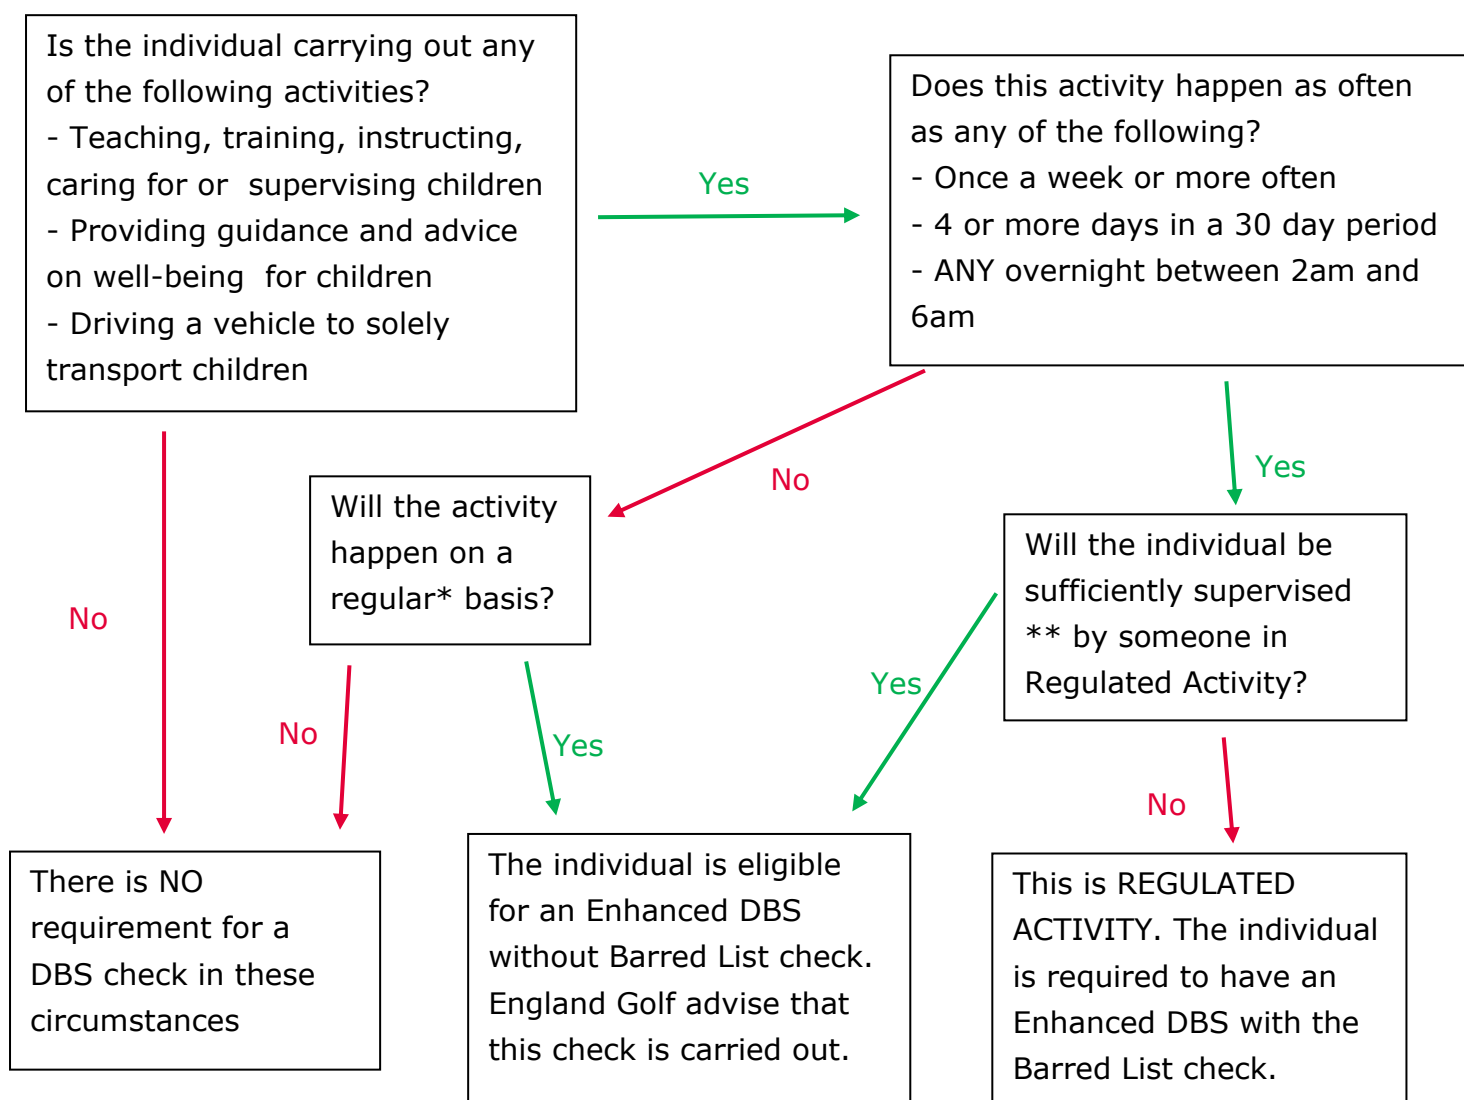 Is the individual carrying out any
of the following activities?
- Teaching, training, instructing,
caring for or  supervising children
- Providing guidance and advice
on well-being  for children
- Driving a vehicle to solely
transport children
Yes
Does this activity happen as often
as any of the following?
- Once a week or more often
- 4 or more days in a 30 day period
- ANY overnight between 2am and
6am
No
Yes
Will the activity
happen on a
regular* basis?
Will the individual be
sufficiently supervised
** by someone in
Regulated Activity?
No
No
Yes
Yes
No
There is NO
requirement for a
DBS check in these
circumstances
The individual is eligible
for an Enhanced DBS
without Barred List check.
England Golf advise that
this check is carried out.
This is REGULATED
ACTIVITY. The individual
is required to have an
Enhanced DBS with the
Barred List check.